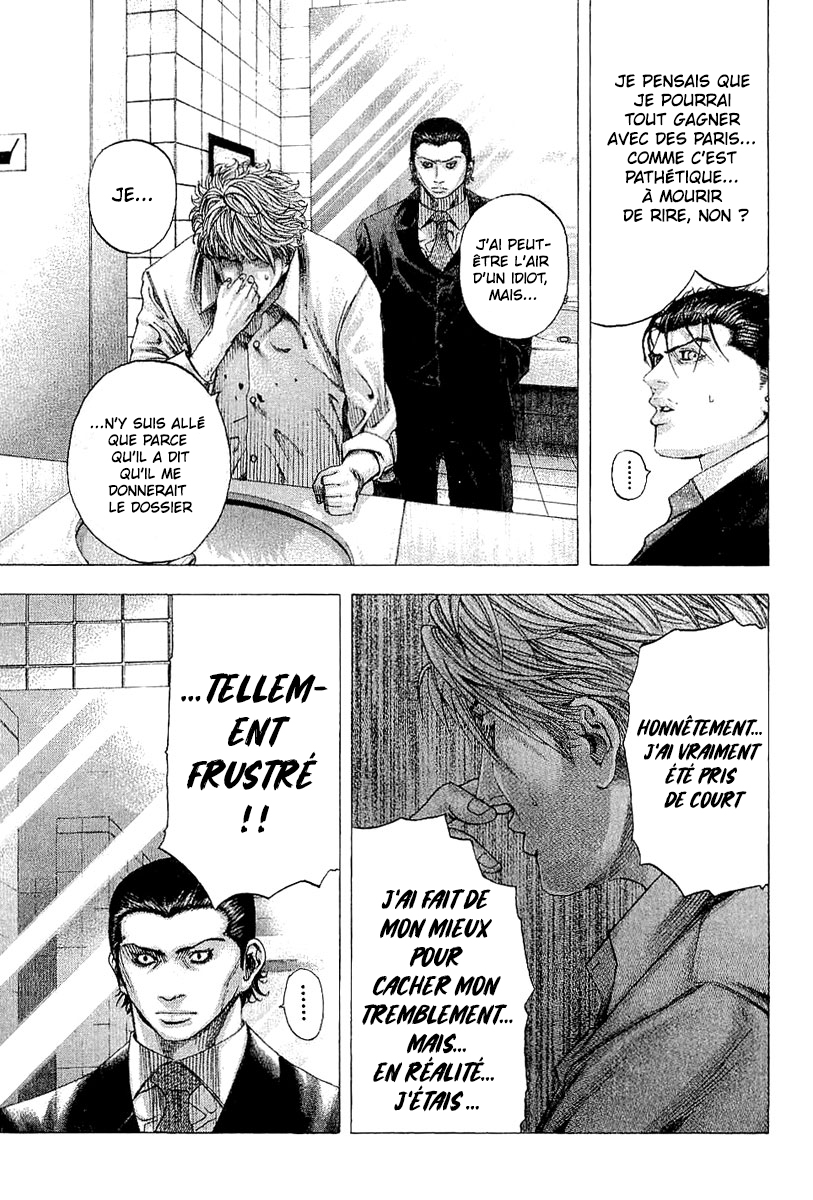 JE PENSAIS QUE
JE POURRAI
TOUT GAGNER
AVEC DES PARIS...
COMME C'EST
PATHÉTIQUE...
À MOURIR
DE RIRE, NON ?
......
J'AI PEUT-
ÊTRE L'AIR
D'UN IDIOT,
MAIS...
JE...
...N'Y SUIS ALLÉ
QUE PARCE
QU'IL A DIT
QU'IL ME
DONNERAIT
LE DOSSIER
HONNÊTEMENT...
J'AI VRAIMENT
ÉTÉ PRIS
DE COURT
J'AI FAIT DE
MON MIEUX
POUR
CACHER MON
TREMBLEMENT...
MAIS...
EN RÉALITÉ...
J'ÉTAIS...
...TELLEM-
ENT
FRUSTRÉ
!!
......